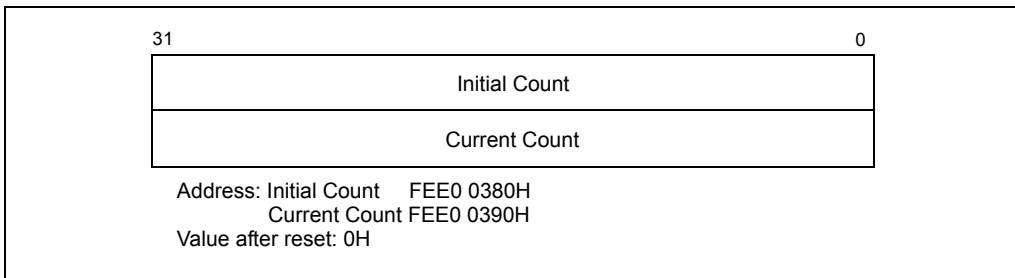 31 0
Initial Count
Current Count
Address: Initial Count FEE0 0380H
Current Count FEE0 0390H
Value after reset: 0H